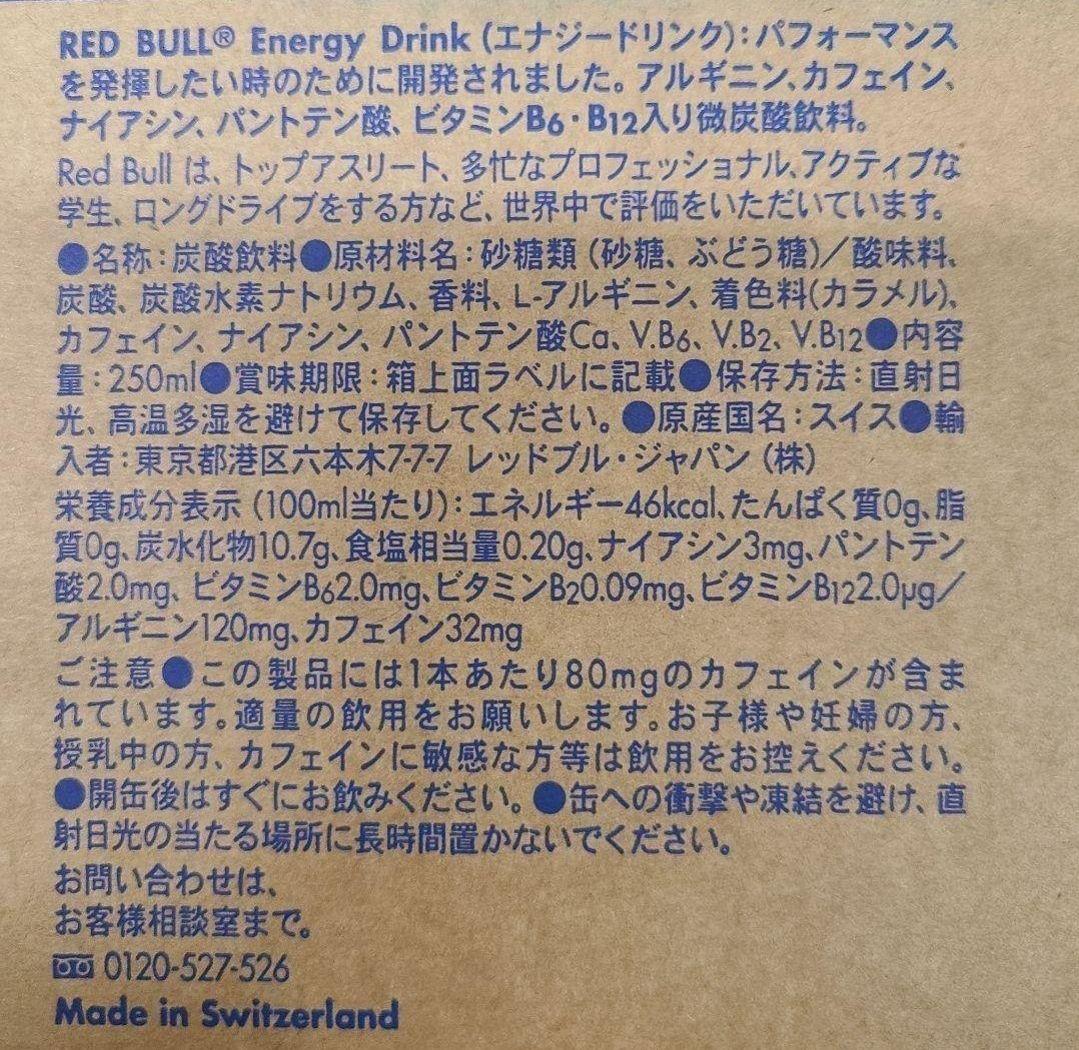 RED BULL® Energy Drink (エナジードリンク):パフォーマンス
を発揮したい時のために開発されました。アルギニン、カフェイン、
ナイアシン、パントテン酸、ビタミンB6・B12入り微炭酸飲料。
Red Bull は、トップアスリート、多忙なプロフェッショナル、アクティブな
学生、ロングドライブをする方など、世界中で評価をいただいています。
●名称:炭酸飲料●原材料名:砂糖類(砂糖、ぶどう糖)/酸味料、
炭酸、炭酸水素ナトリウム、香料、L-アルギニン、着色料(カラメル)、
カフェイン、ナイアシン、パントテン酸Ca、V.B6、V.B2、V.B12●内容
量:250ml●賞味期限:箱上面ラベルに記載●保存方法:直射日
光、高温多湿を避けて保存してください。●原産国名:スイス●輸
入者:東京都港区六本木7-7-7 レッドブル・ジャパン(株)
栄養成分表示(100ml当たり):エネルギー46kcal、たんぱく質0g、脂
質0g、炭水化物10.7g、食塩相当量0.20g、ナイアシン3mg、パントテン
酸2.0mg、ビタミンB62.0mg、ビタミンB20.09mg、ビタミンB122.0μg/
アルギニン120mg、カフェイン32mg
ご注意●この製品には1本あたり80mgのカフェインが含ま
れています。適量の飲用をお願いします。お子様や妊婦の方、
授乳中の方、カフェインに敏感な方等は飲用をお控えください。
●開缶後はすぐにお飲みください。●缶への衝撃や凍結を避け、直
射日光の当たる場所に長時間置かないでください。
お問い合わせは、
お客様相談室まで。
0120-527-526
Made in Switzerland